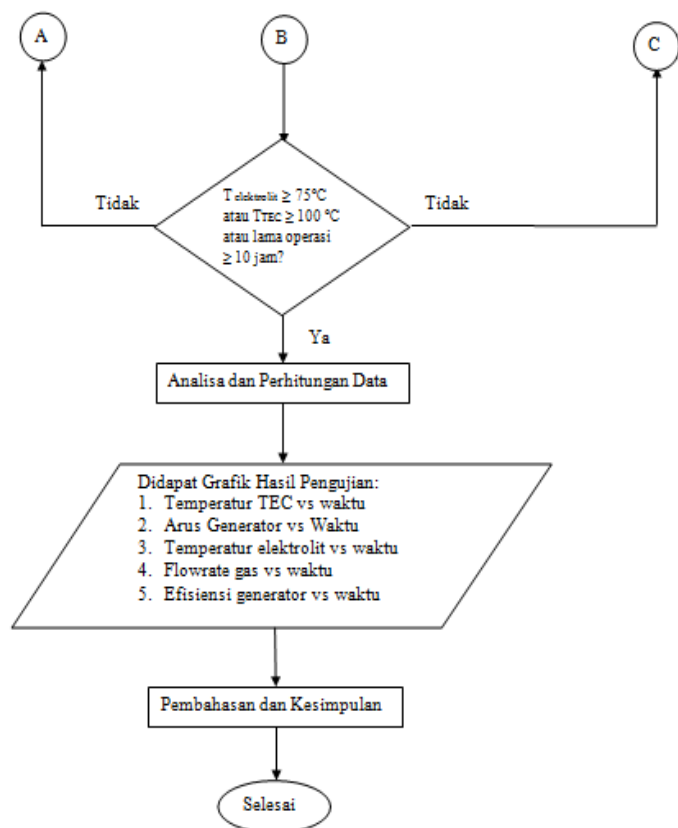 A
B
C
Tidak
T elektrolit ≥ 75°C
atau TTEC ≥ 100 °C
atau lama operasi
≥ 10 jam?
Tidak
Ya
Analisa dan Perhitungan Data
Didapat Grafik Hasil Pengujian:
1. Temperatur TEC vs waktu
2. Arus Generator vs Waktu
3. Temperatur elektrolit vs waktu
4. Flowrate gas vs waktu
5. Efisiensi generator vs waktu
Pembahasan dan Kesimpulan
Selesai